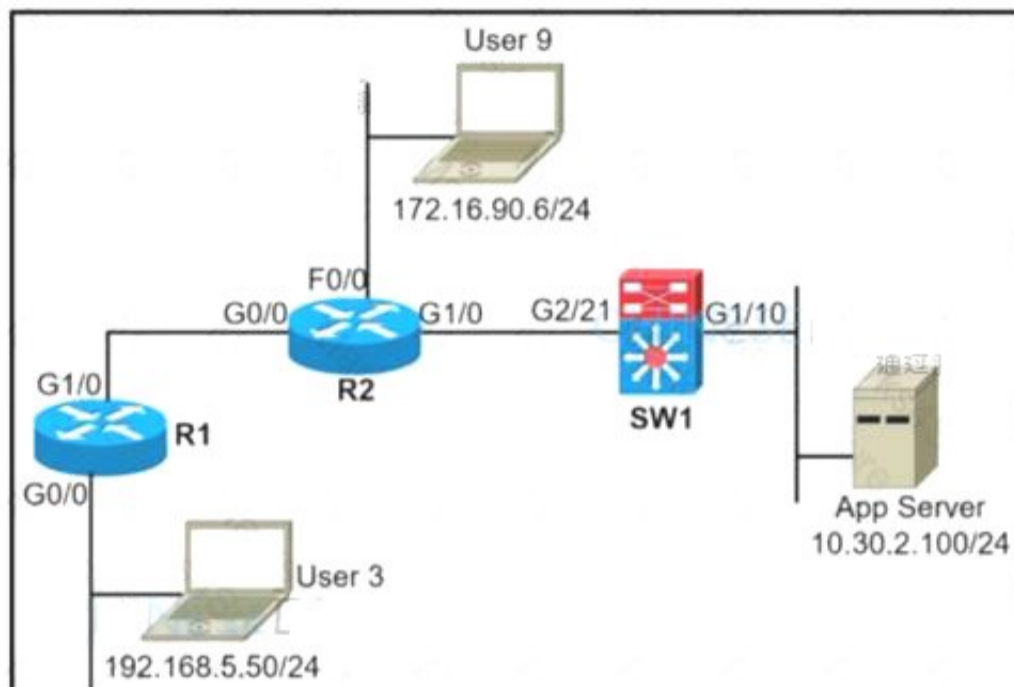 User 9
172.16.90.6/24
F0/0
G0/0
G1/0
R2
G2/21
G1/10
SW1
G1/0
R1
G0/0
App Server
10.30.2.100/24
User 3
192.168.5.50/24